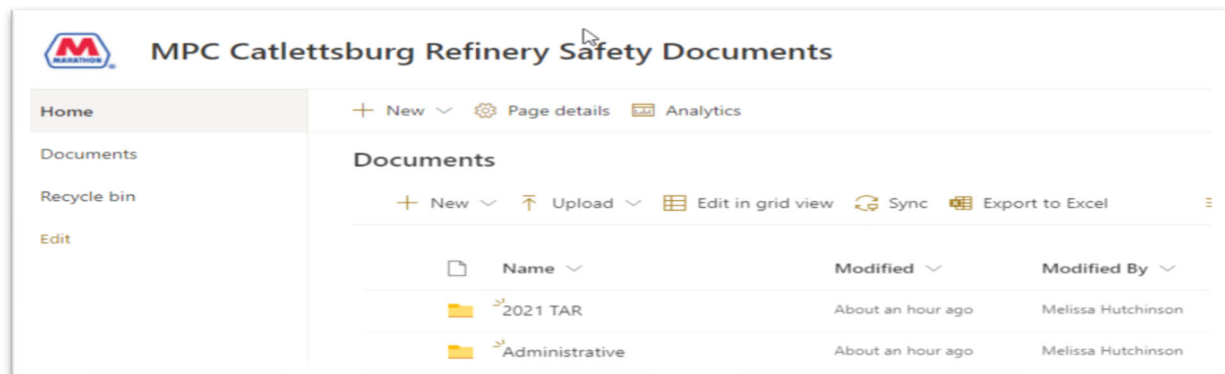 MARATHON
MPC Catlettsburg Refinery Safety Documents
Home
New Page details Analytics
Documents
Documents
Recycle bin
New Upload Edit in grid view Sync Export to Excel
Edit
Name Modified Modified By
2021 TAR About an hour ago Melissa Hutchinson
Administrative About an hour ago Melissa Hutchinson